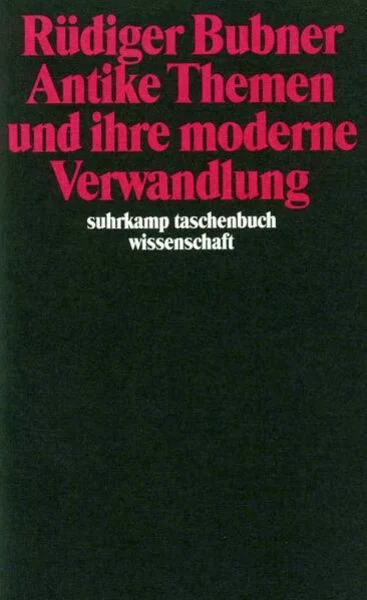 Rüdiger Bubner
Antike Themen
und ihre moderne
Verwandlung
suhrkamp taschenbuch
wissenschaft